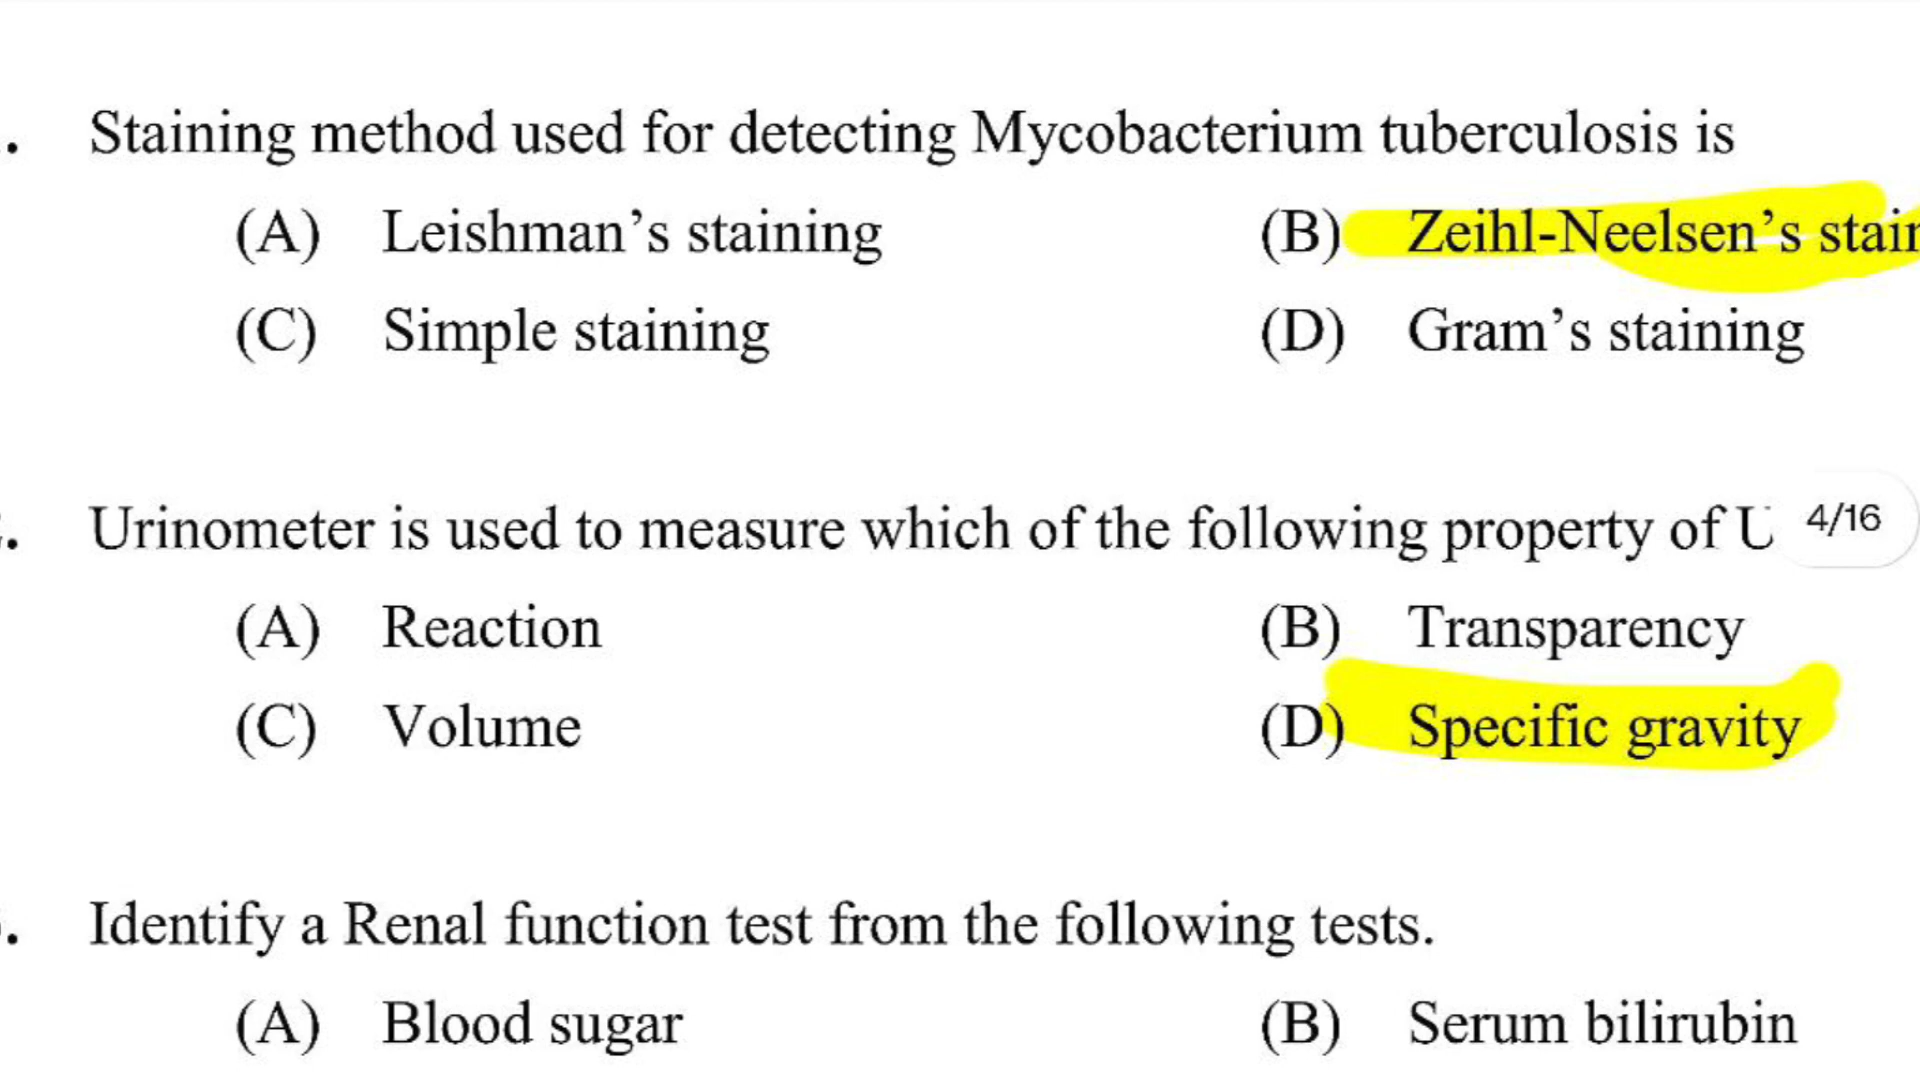 . Staining method used for detecting Mycobacterium tuberculosis is
(A) Leishman’s staining (B) Zeihl-Neelsen’s
(C) Simple staining (D) Gram’s staining
. Urinometer is used to measure which of the following property of 4/16
(A) Reaction (B) Transparency
(C) Volume (D) Specific gravity
. Identify a Renal function test from the following tests.
(A) Blood sugar (B) Serum bilirubin